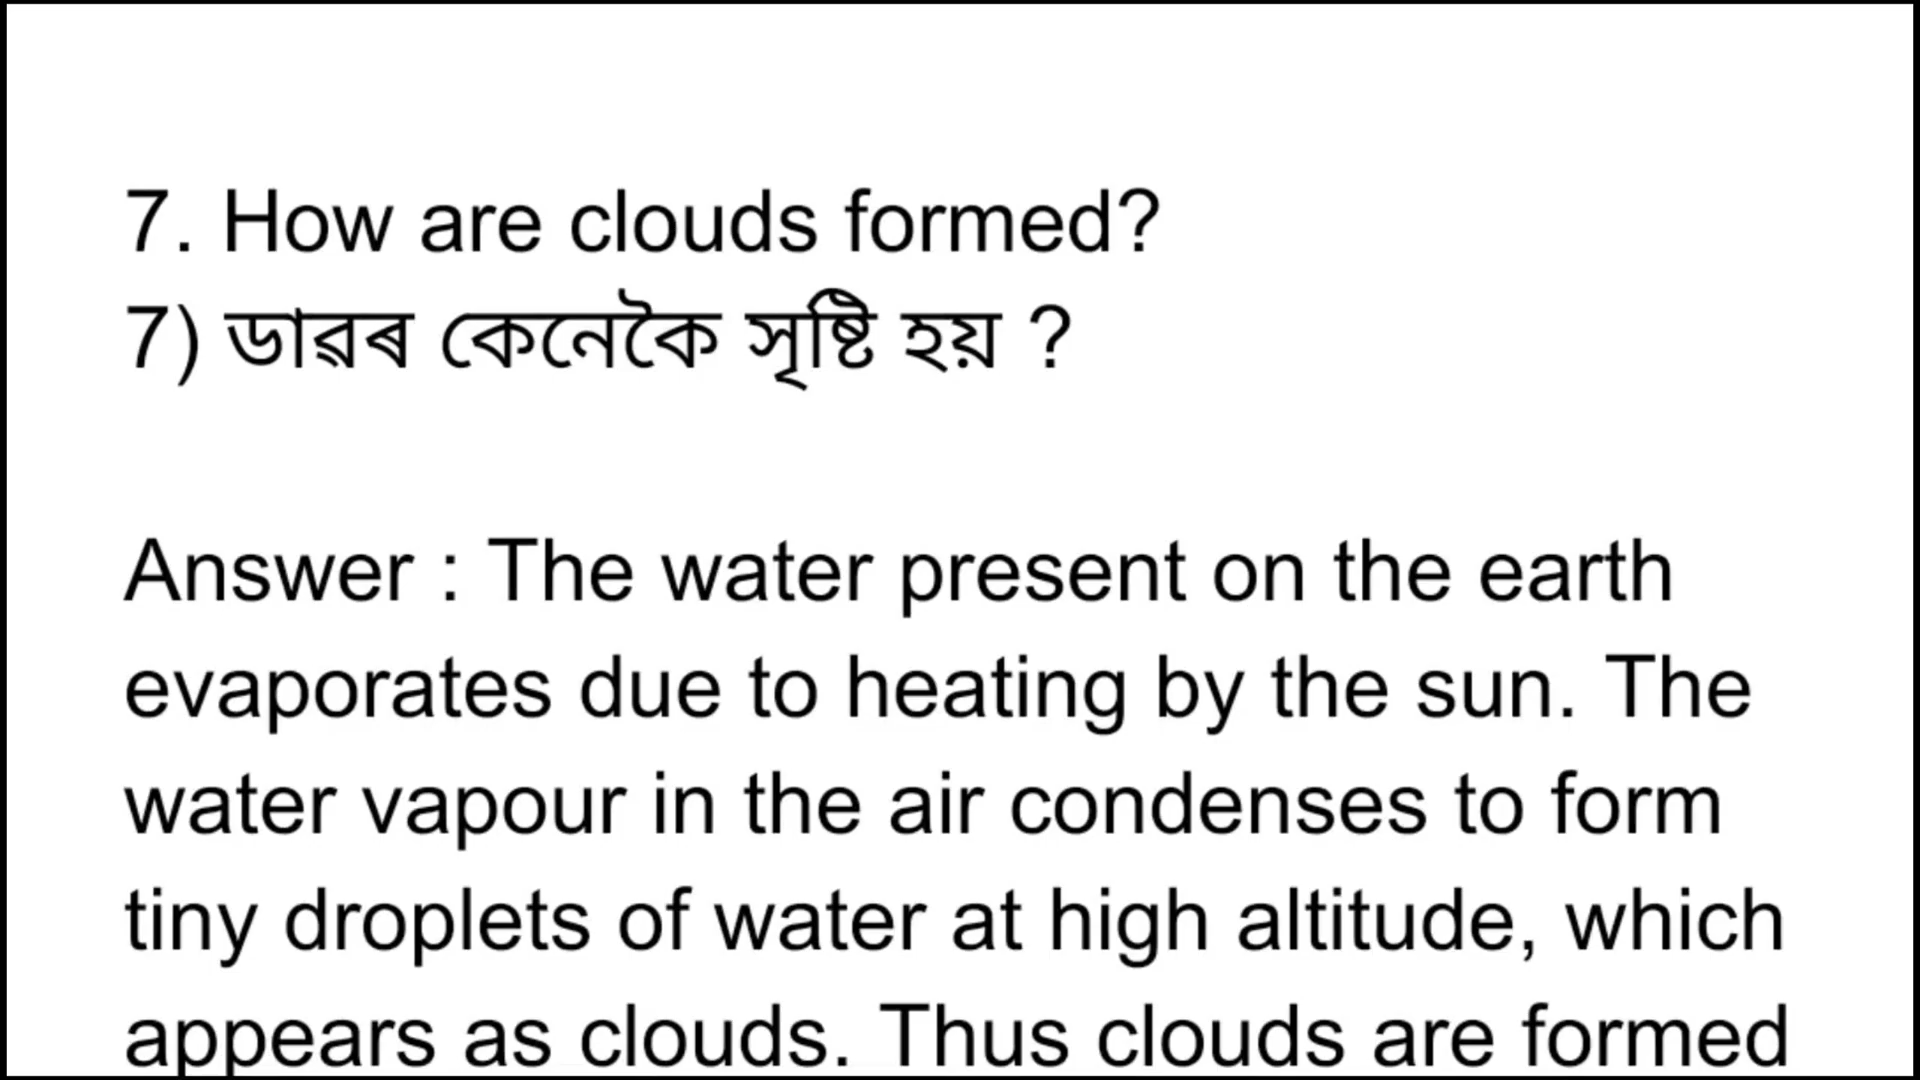 7. How are clouds formed?
7) ডাৱৰ কেনেকৈ সৃষ্টি হয় ?
Answer : The water present on the earth
evaporates due to heating by the sun. The
water vapour in the air condenses to form
tiny droplets of water at high altitude, which
appears as clouds. Thus clouds are formed